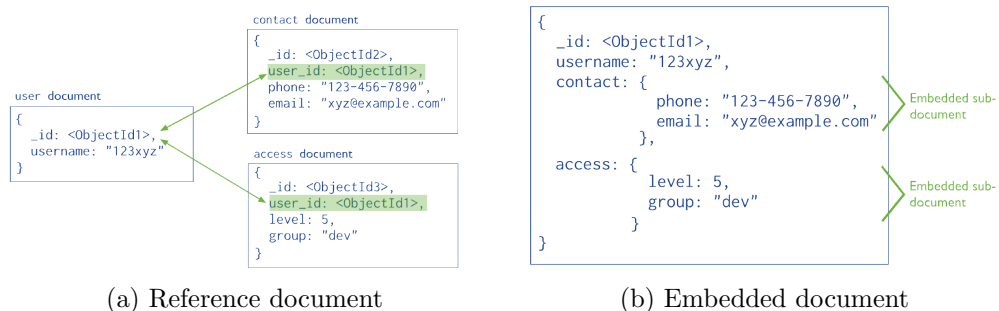 user document
{
_id: <ObjectId1>,
username: "123xyz"
}
contact document
{
_id: <ObjectId2>,
user_id: <ObjectId1>,
phone: "123-456-7890",
email: "xyz@example.com"
}
access document
{
_id: <ObjectId3>,
user_id: <ObjectId1>,
level: 5,
group: "dev"
}
(a) Reference document
{
_id: <ObjectId1>,
username: "123xyz",
contact: {
phone: "123-456-7890",
email: "xyz@example.com"
},
access: {
level: 5,
group: "dev"
}
}
Embedded sub-
document
Embedded sub-
document
(b) Embedded document